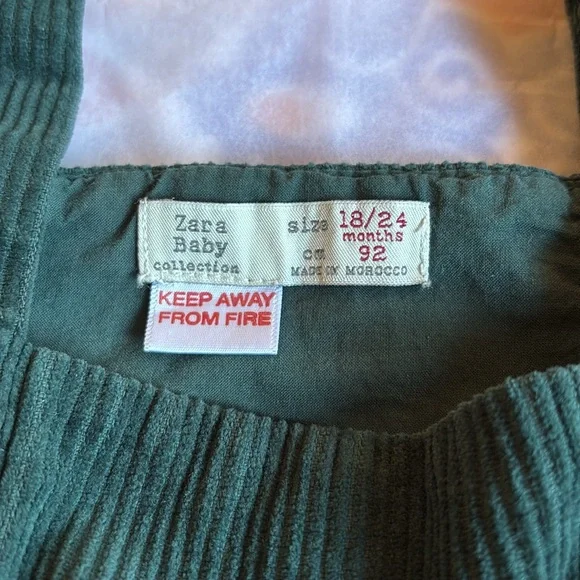 Zara
Baby
collection
size 18/24
months
cm 92
MADE IN MOROCCO
KEEP AWAY
FROM FIRE